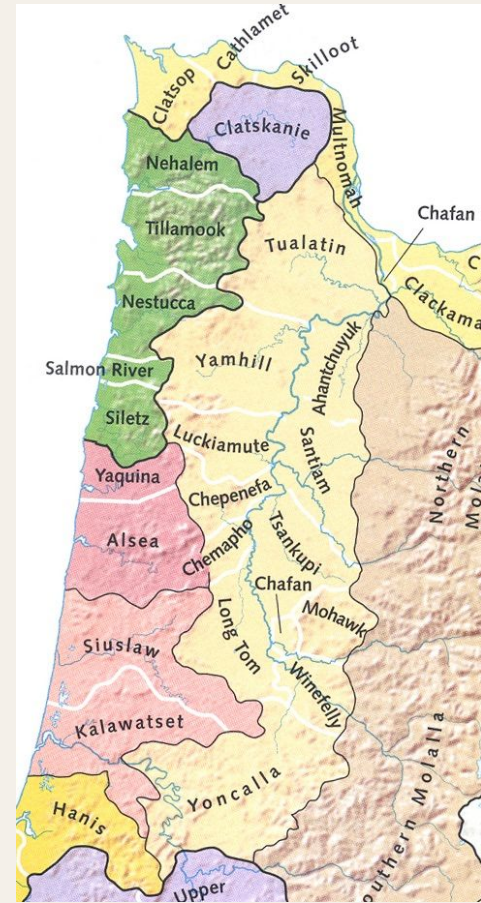 Cathlamet
Skilloot
Clatsop
Clatskanie
Multnomah
Nehalem
Chafan
Tillamook
Tualatin
Clackama
Nestucca
Ahantchuyuk
Yamhill
Salmon River
Siletz
Luckiamute
Santiam
Northern
Yaquina
Chepenefa
Alsea
Chemapho
Tsankupi
Chafan
Mohawk
Long Tom
Siuslaw
Winefelly
Kalawatset
Yoncalla
Southern Molalla
Hanis
Upper